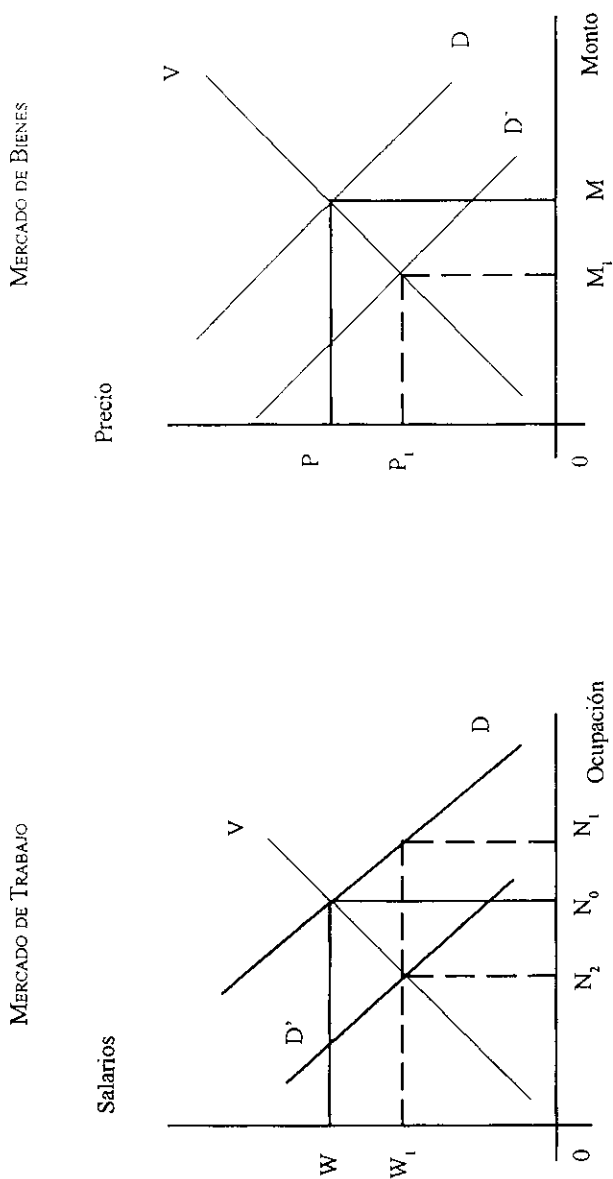 MERCADO DE TRABAJO
Salarios
V
D'
W
W₁
D
0
N₂
N₀
N₁
Ocupación
MERCADO DE BIENES
Precio
V
D
P
P₁
D'
0
M₁
M
Monto